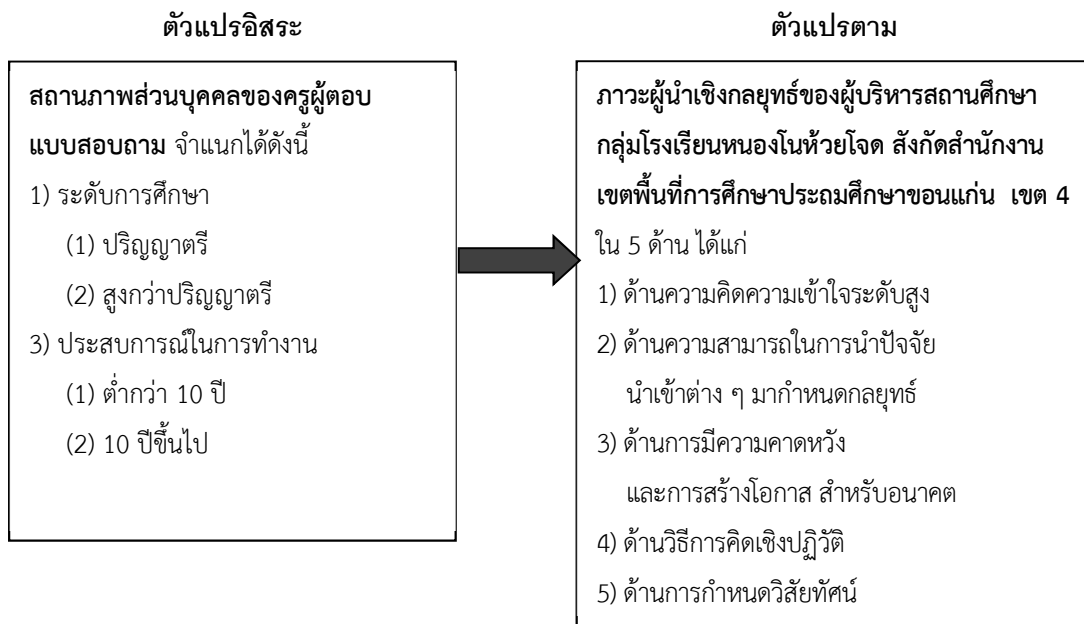 ตัวแปรอิสระ
สถานภาพส่วนบุคคลของครูผู้ตอบ
แบบสอบถาม จำแนกได้ดังนี้
1) ระดับการศึกษา
(1) ปริญญาตรี
(2) สูงกว่าปริญญาตรี
3) ประสบการณ์ในการทำงาน
(1) ต่ำกว่า 10 ปี
(2) 10 ปีขึ้นไป
ตัวแปรตาม
ภาวะผู้นำเชิงกลยุทธ์ของผู้บริหารสถานศึกษา
กลุ่มโรงเรียนหนองโนห้วยโจด สังกัดสำนักงาน
เขตพื้นที่การศึกษาประถมศึกษาขอนแก่น เขต 4
ใน 5 ด้าน ได้แก่
1) ด้านความคิดความเข้าใจระดับสูง
2) ด้านความสามารถในการนำปัจจัย
นำเข้าต่าง ๆ มากำหนดกลยุทธ์
3) ด้านการมีความคาดหวัง
และการสร้างโอกาส สำหรับอนาคต
4) ด้านวิธีการคิดเชิงปฏิวัติ
5) ด้านการกำหนดวิสัยทัศน์